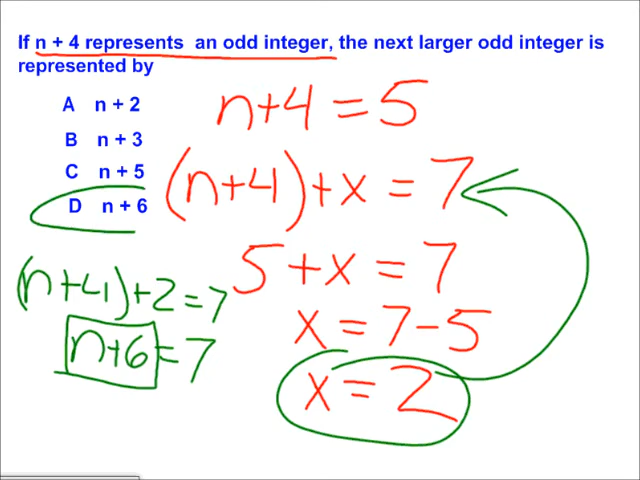 If n + 4 represents an odd integer, the next larger odd integer is
represented by
A n + 2
B n + 3
C n + 5
D n + 6
n+4 = 5
(n+4)+x = 7
5 + x = 7
x = 7 - 5
x = 2
(n+4)+2=7
n+6=7